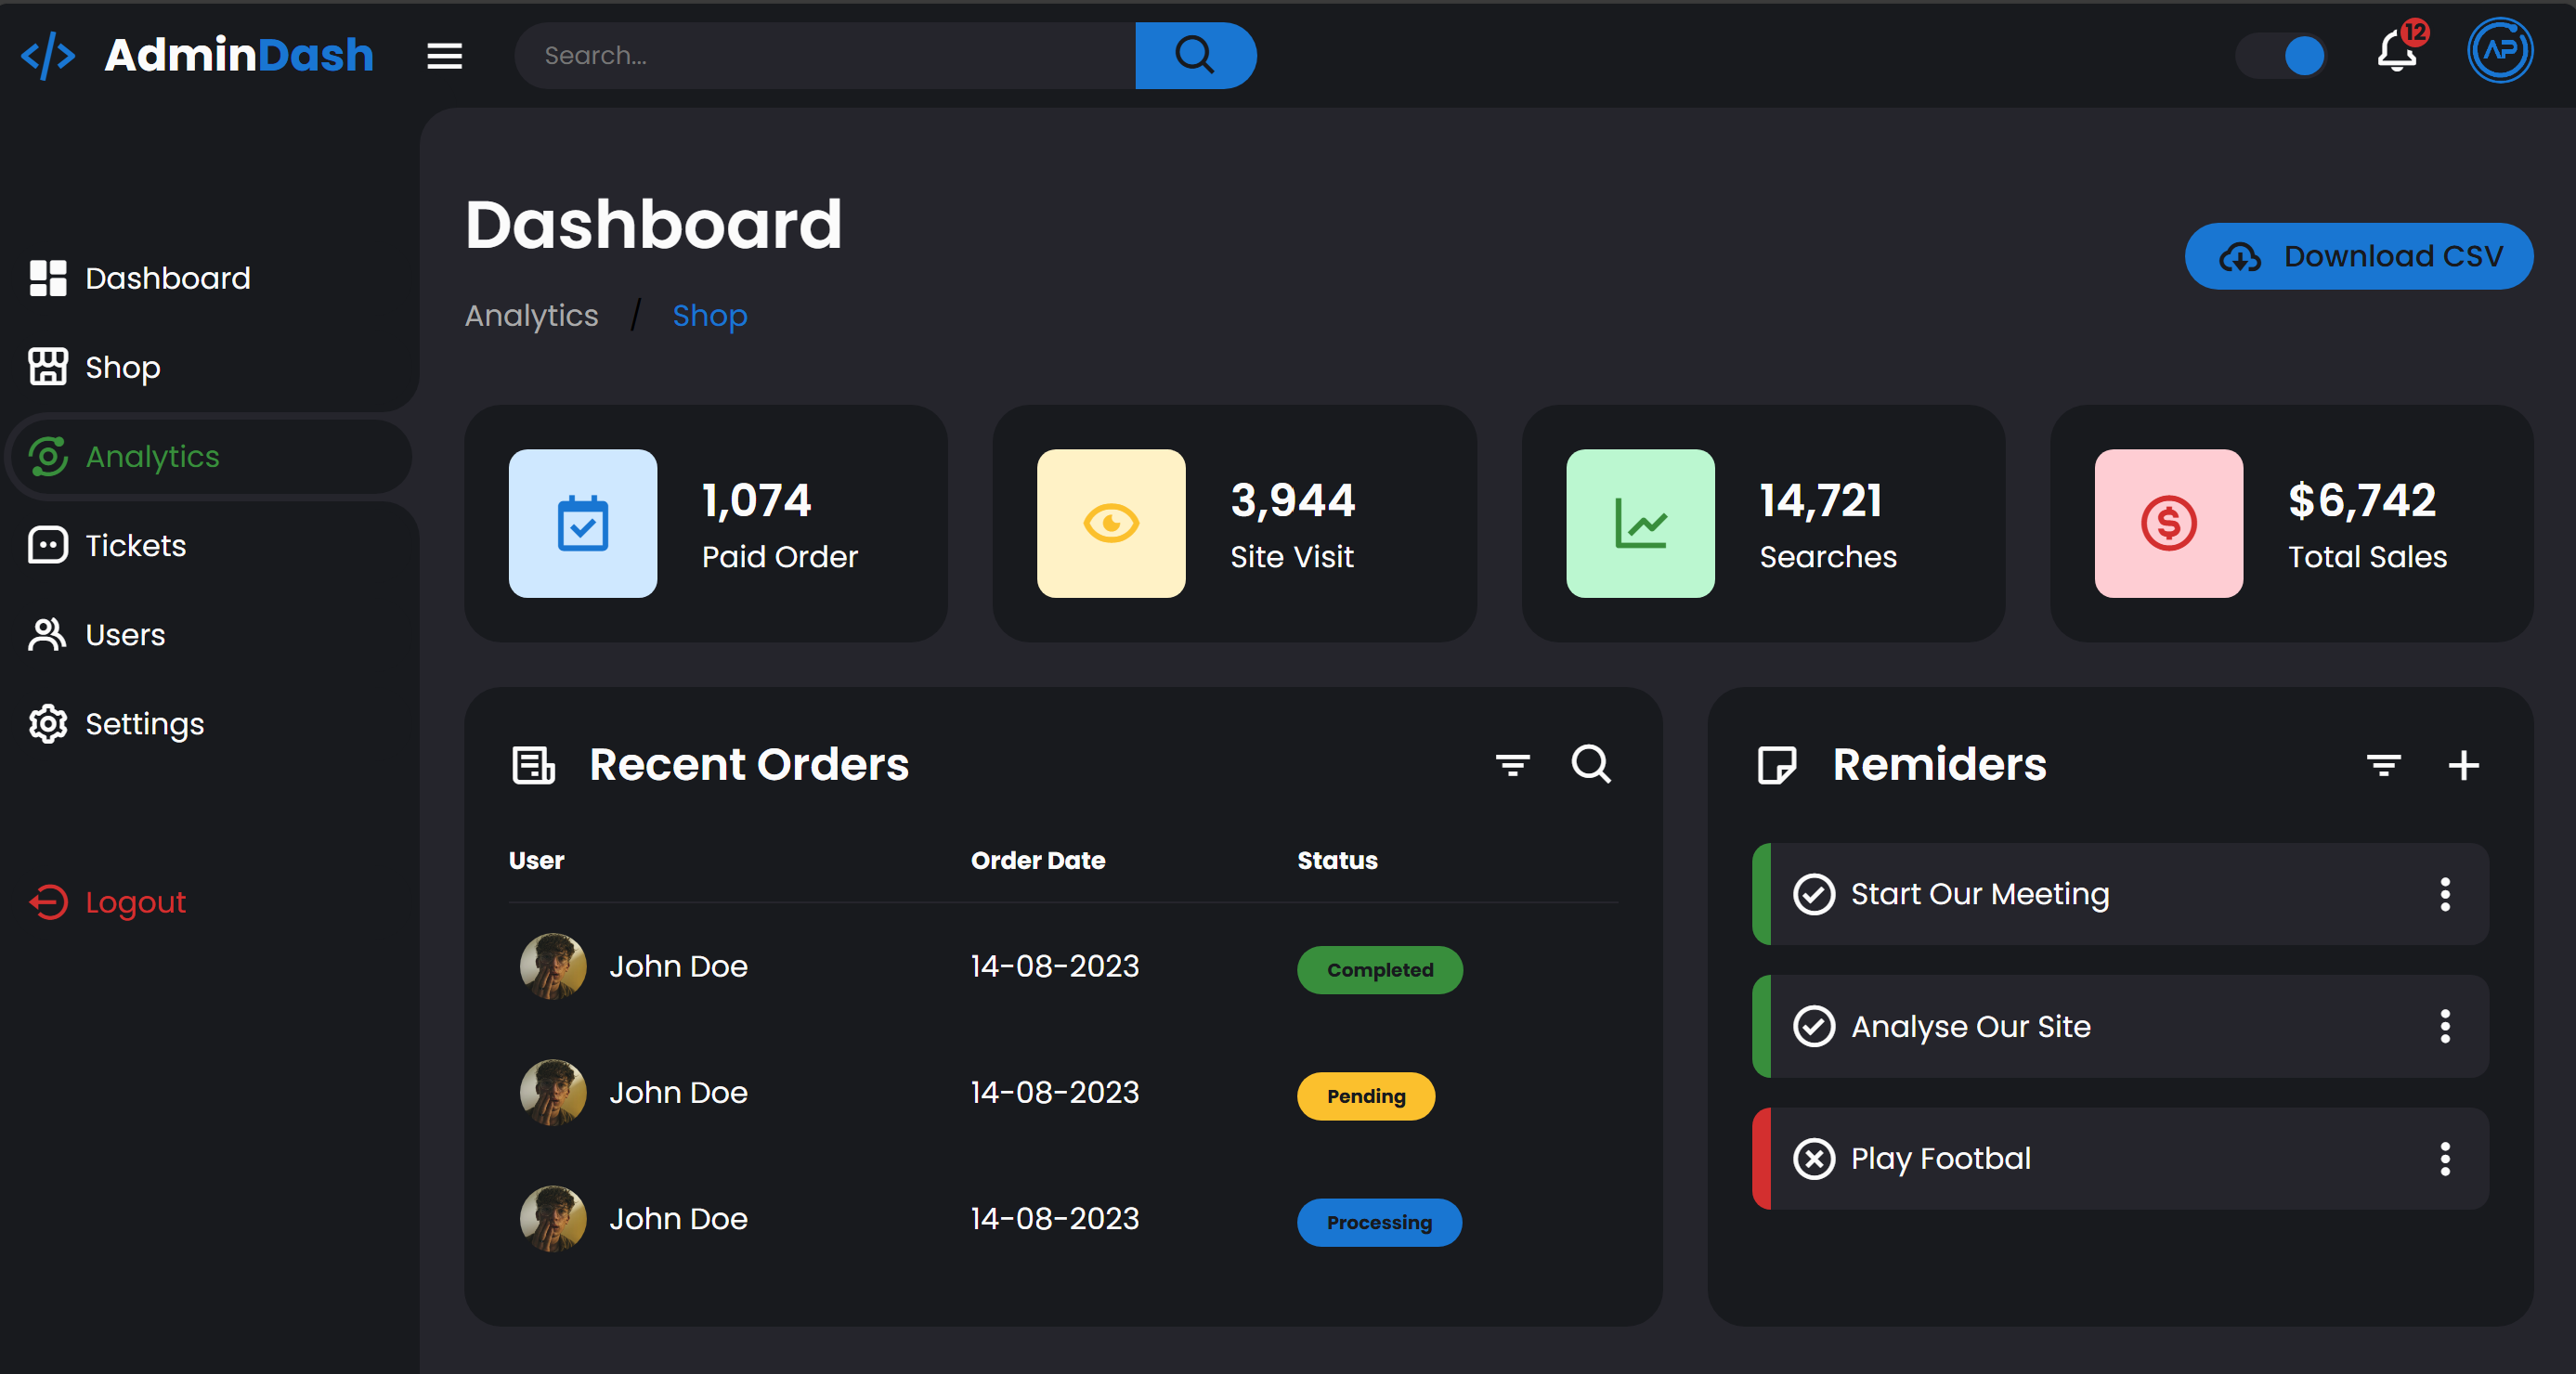 AdminDash
Search...
12
AP
Dashboard
Shop
Analytics
Tickets
Users
Settings
Logout
Dashboard
Analytics / Shop
Download CSV
1,074
Paid Order
3,944
Site Visit
14,721
Searches
$6,742
Total Sales
Recent Orders
User Order Date Status
John Doe 14-08-2023 Completed
John Doe 14-08-2023 Pending
John Doe 14-08-2023 Processing
Remiders
Start Our Meeting
Analyse Our Site
Play Footbal